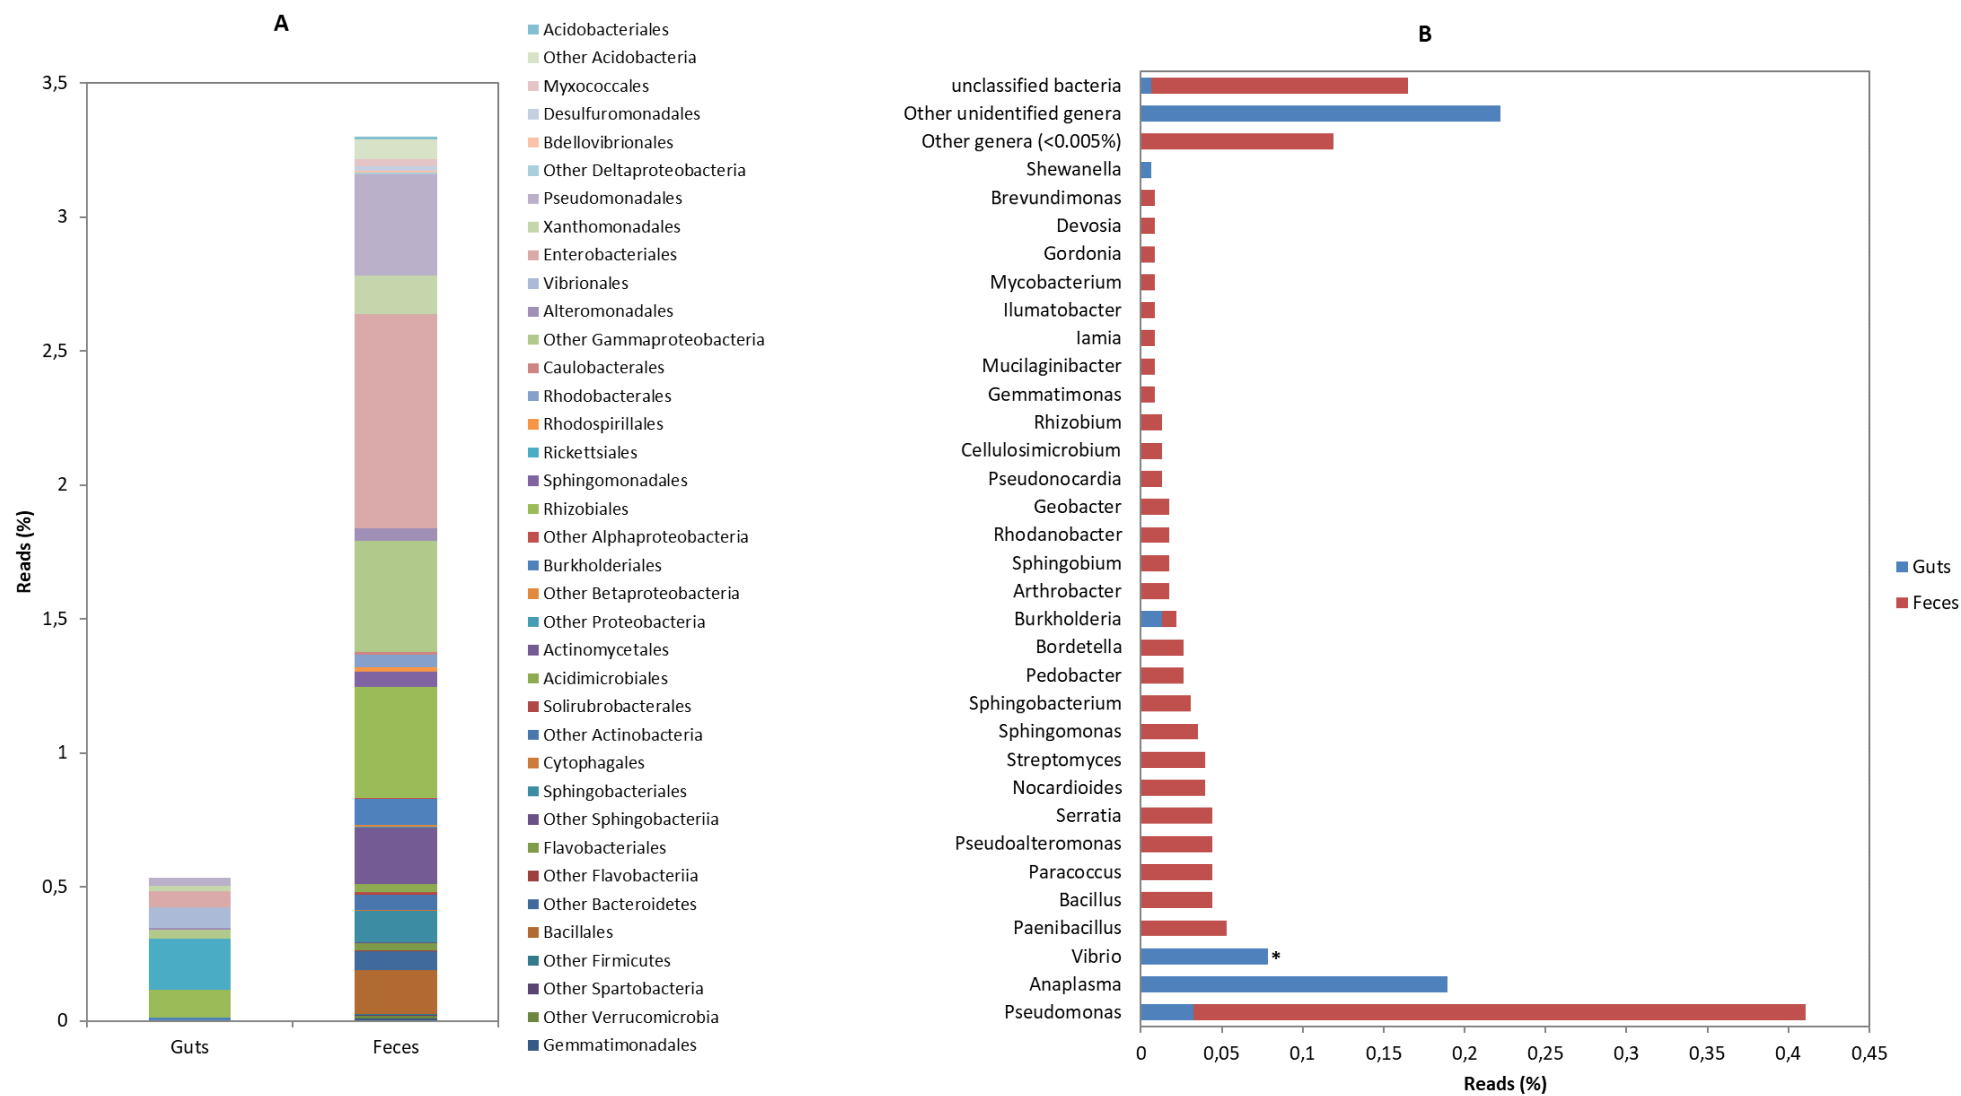 A
3,5
3
2,5
2
1,5
1
0,5
0
Reads (%)
Guts
Feces
Acidobacteriales
Other Acidobacteria
Myxococcales
Desulfuromonadales
Bdellovibrionales
Other Deltaproteobacteria
Pseudomonadales
Xanthomonadales
Enterobacteriales
Vibrionales
Alteromonadales
Other Gammaproteobacteria
Caulobacterales
Rhodobacterales
Rhodospirillales
Rickettsiales
Sphingomonadales
Rhizobiales
Other Alphaproteobacteria
Burkholderiales
Other Betaproteobacteria
Other Proteobacteria
Actinomycetales
Acidimicrobiales
Solirubrobacterales
Other Actinobacteria
Cytophagales
Sphingobacteriales
Other Sphingobacteriia
Flavobacteriales
Other Flavobacteriia
Other Bacteroidetes
Bacillales
Other Firmicutes
Other Spartobacteria
Other Verrucomicrobia
Gemmatimonadales
B
unclassified bacteria
Other unidentified genera
Other genera (<0.005%)
Shewanella
Brevundimonas
Devosia
Gordonia
Mycobacterium
Ilumatobacter
Iamia
Mucilaginibacter
Gemmatimonas
Rhizobium
Cellulosimicrobium
Pseudonocardia
Geobacter
Rhodanobacter
Sphingobium
Arthrobacter
Burkholderia
Bordetella
Pedobacter
Sphingobacterium
Sphingomonas
Streptomyces
Nocardioides
Serratia
Pseudoalteromonas
Paracoccus
Bacillus
Paenibacillus
Vibrio *
Anaplasma
Pseudomonas
0 0,05 0,1 0,15 0,2 0,25 0,3 0,35 0,4 0,45
Reads (%)
Guts
Feces